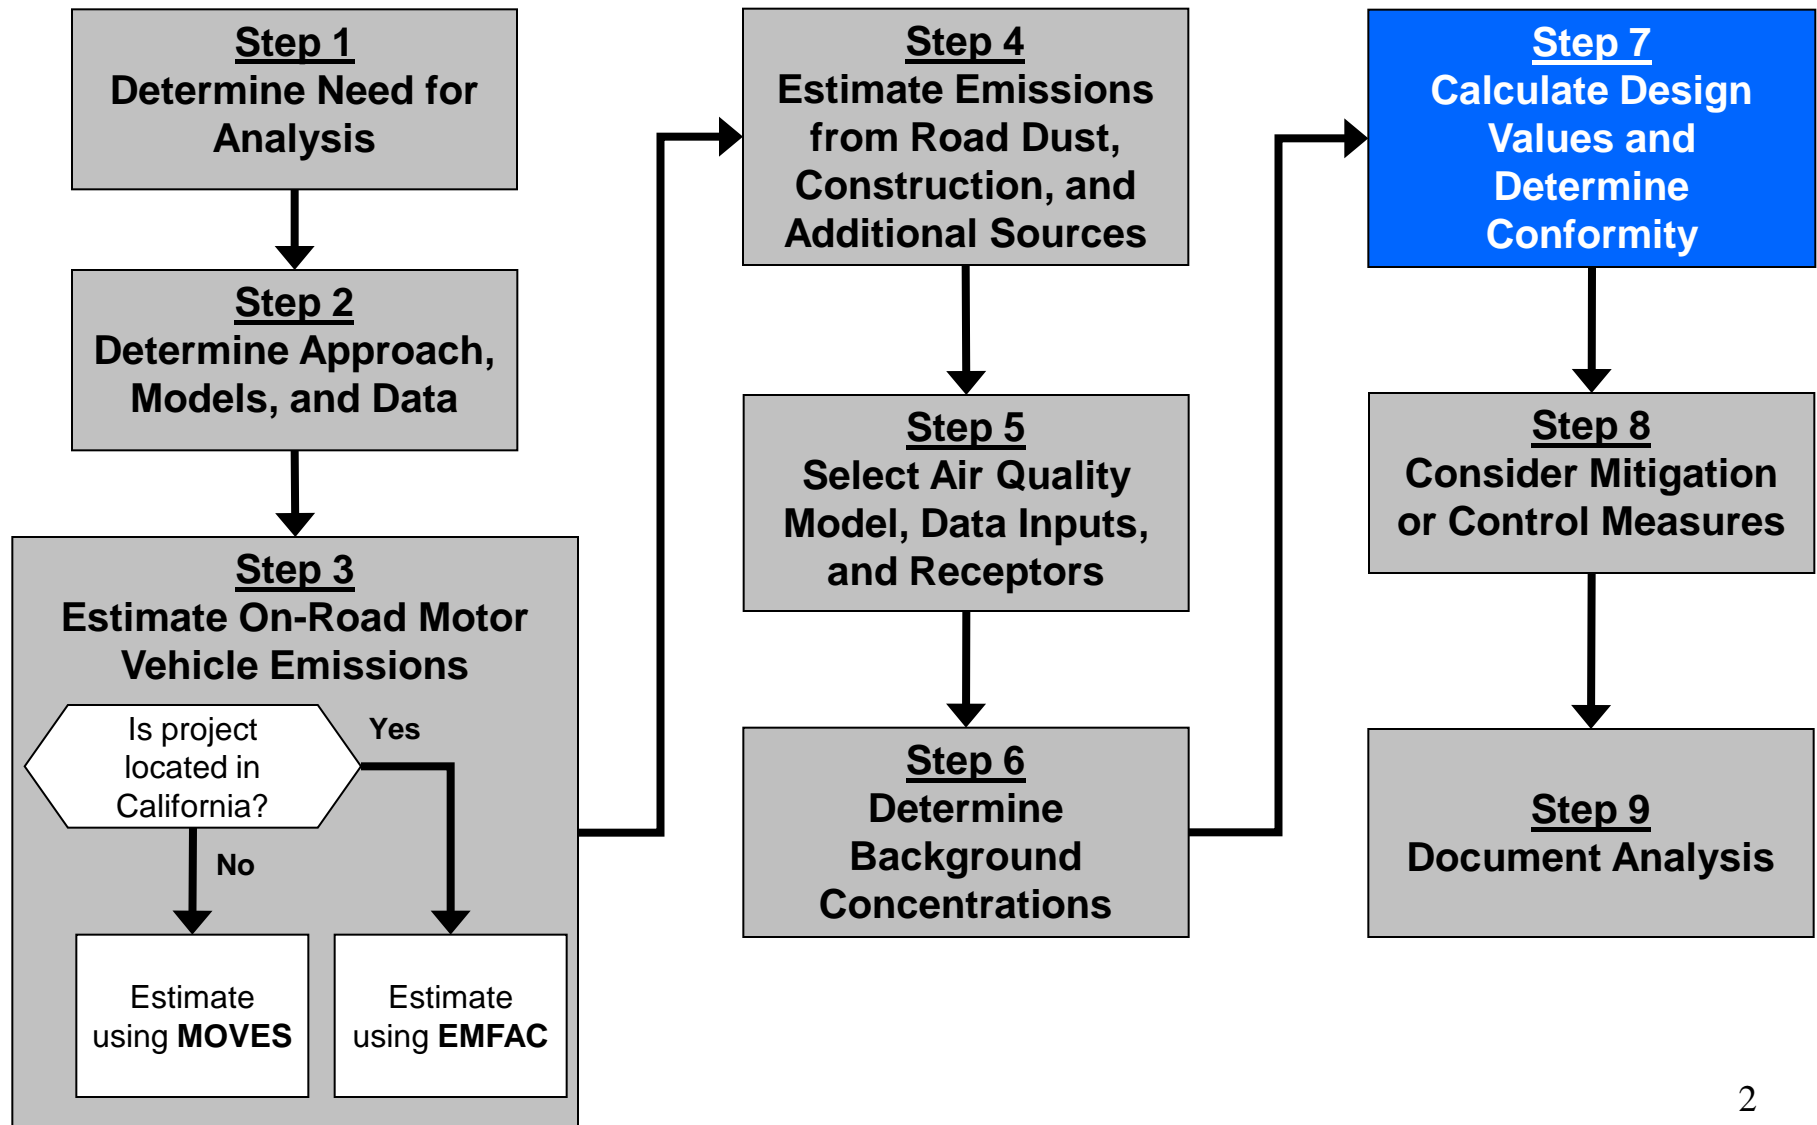 Step 1
Determine Need for
Analysis
Step 2
Determine Approach,
Models, and Data
Step 3
Estimate On-Road Motor
Vehicle Emissions
Is project
located in
California?
Yes
No
Estimate
using MOVES
Estimate
using EMFAC
Step 4
Estimate Emissions
from Road Dust,
Construction, and
Additional Sources
Step 5
Select Air Quality
Model, Data Inputs,
and Receptors
Step 6
Determine
Background
Concentrations
Step 7
Calculate Design
Values and
Determine
Conformity
Step 8
Consider Mitigation
or Control Measures
Step 9
Document Analysis
2